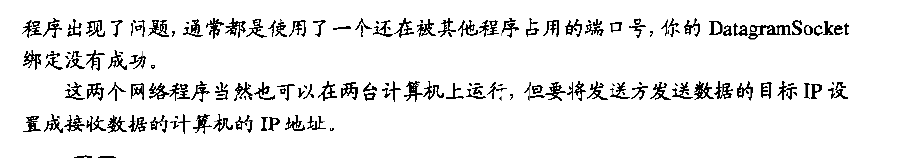 程序出现了问题，通常都是使用了一个还在被其他程序占用的端口号，你的 DatagramSocket
绑定没有成功。
这两个网络程序当然也可以在两台计算机上运行，但要将发送方发送数据的目标 IP 设
置成接收数据的计算机的 IP 地址。